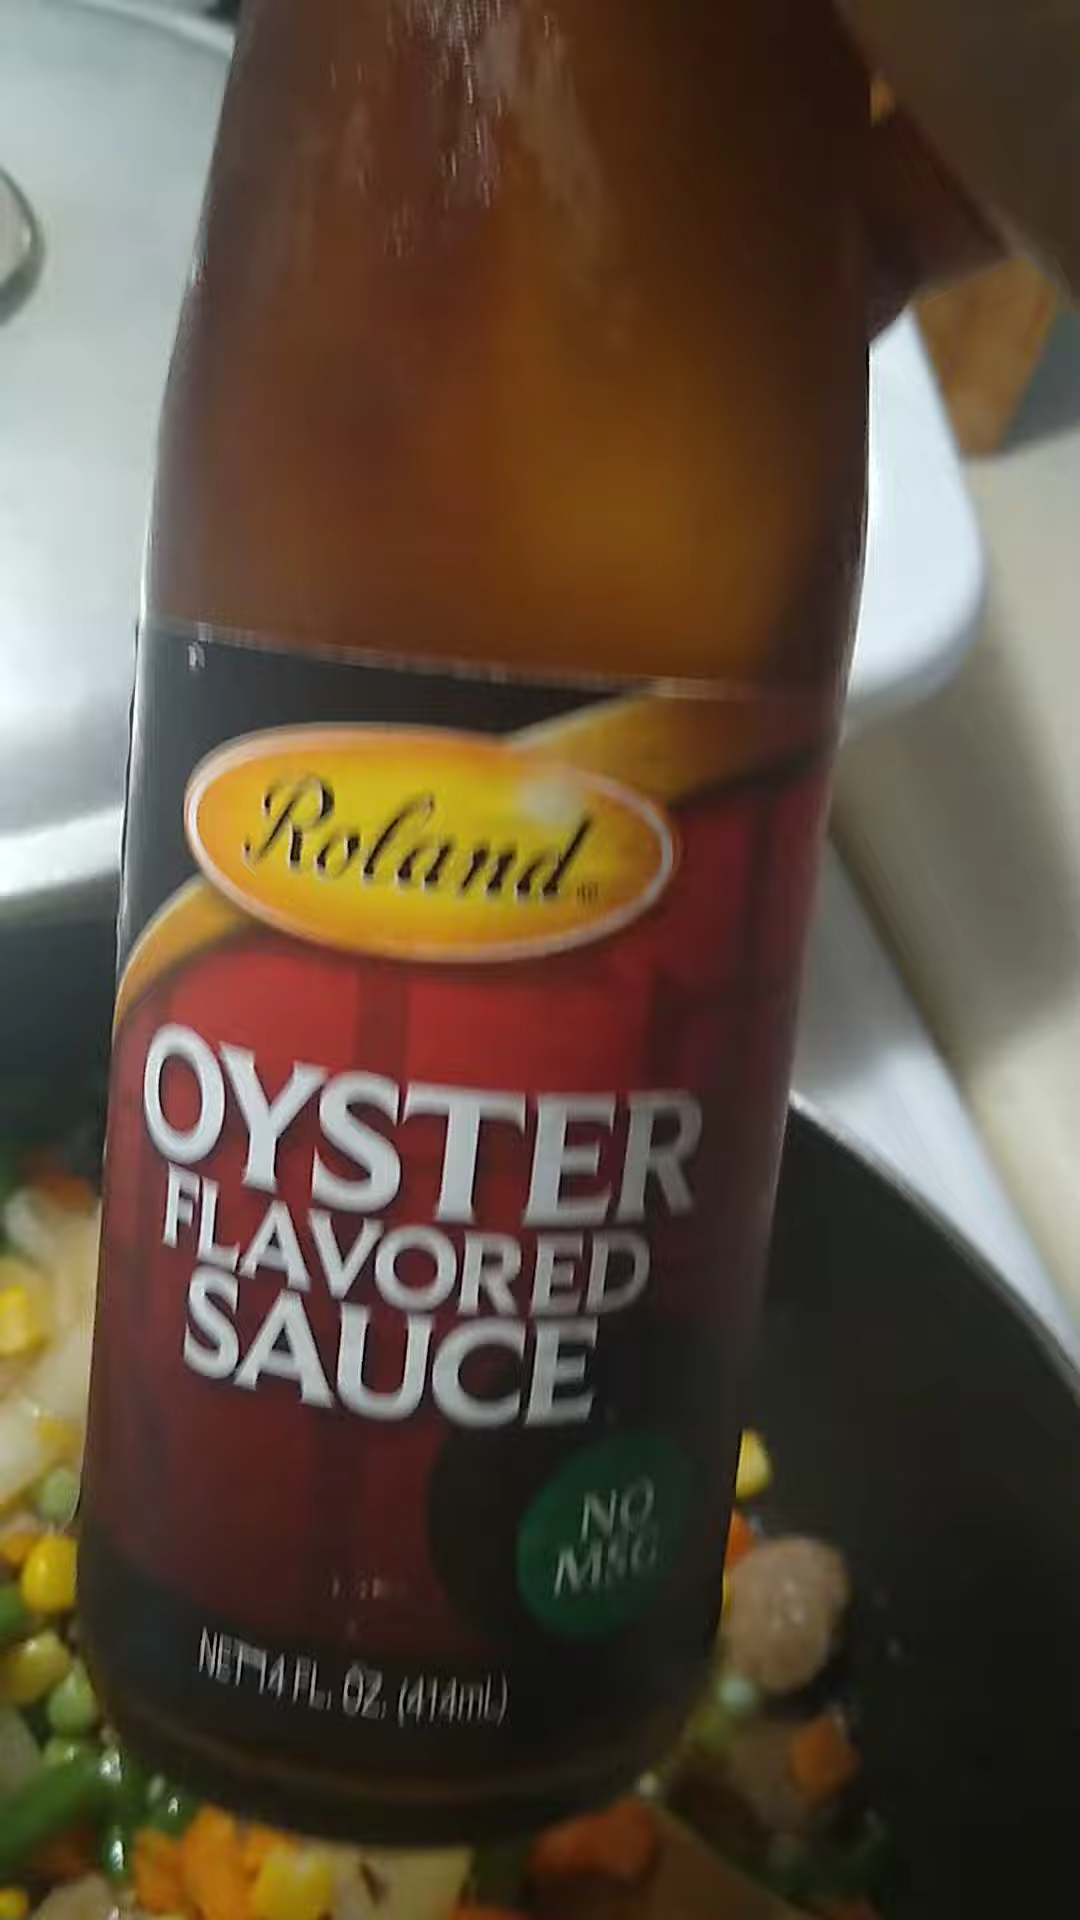 Roland
OYSTER
FLAVORED
SAUCE
NO
MSG
NET 14 FL. OZ. (414mL)